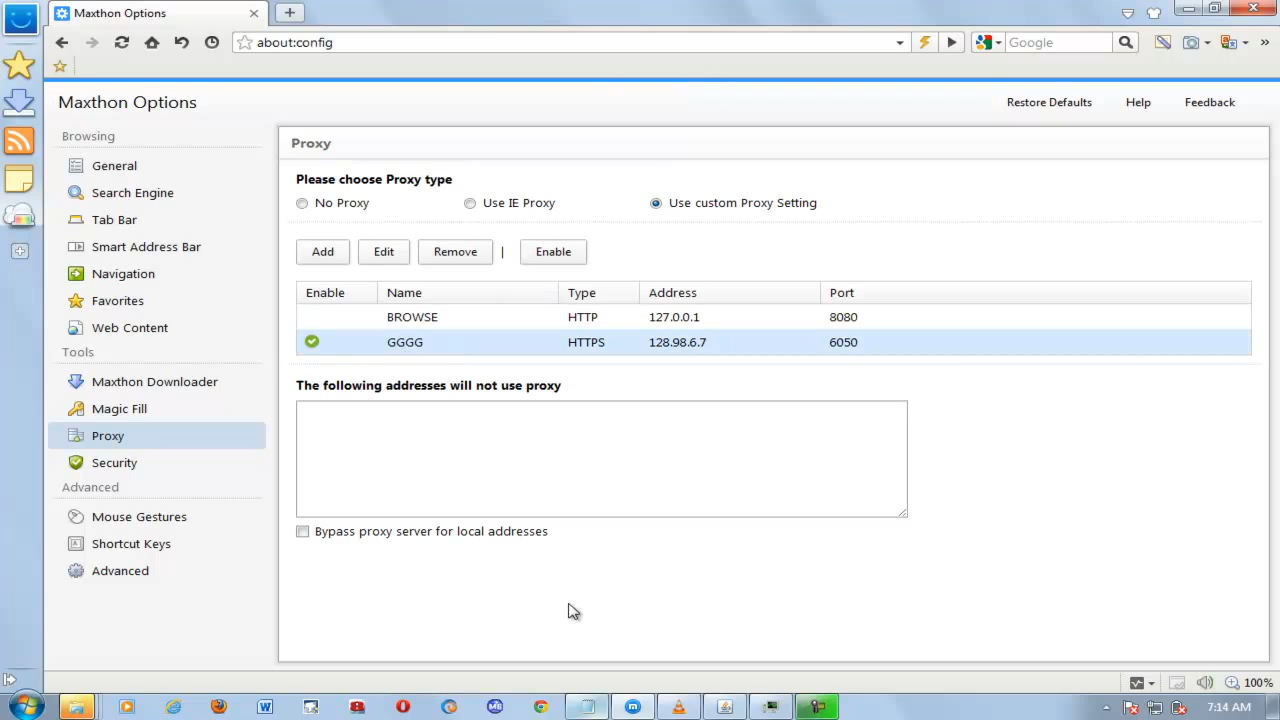 Maxthon Options
about:config
Google
Maxthon Options
Restore Defaults
Help
Feedback
Browsing
General
Search Engine
Tab Bar
Smart Address Bar
Navigation
Favorites
Web Content
Tools
Maxthon Downloader
Magic Fill
Proxy
Security
Advanced
Mouse Gestures
Shortcut Keys
Advanced
Proxy
Please choose Proxy type
No Proxy
Use IE Proxy
Use custom Proxy Setting
Add
Edit
Remove
|
Enable
Enable Name Type Address Port
BROWSE HTTP 127.0.0.1 8080
GGGG HTTPS 128.98.6.7 6050
The following addresses will not use proxy
Bypass proxy server for local addresses
100%
7:14 AM